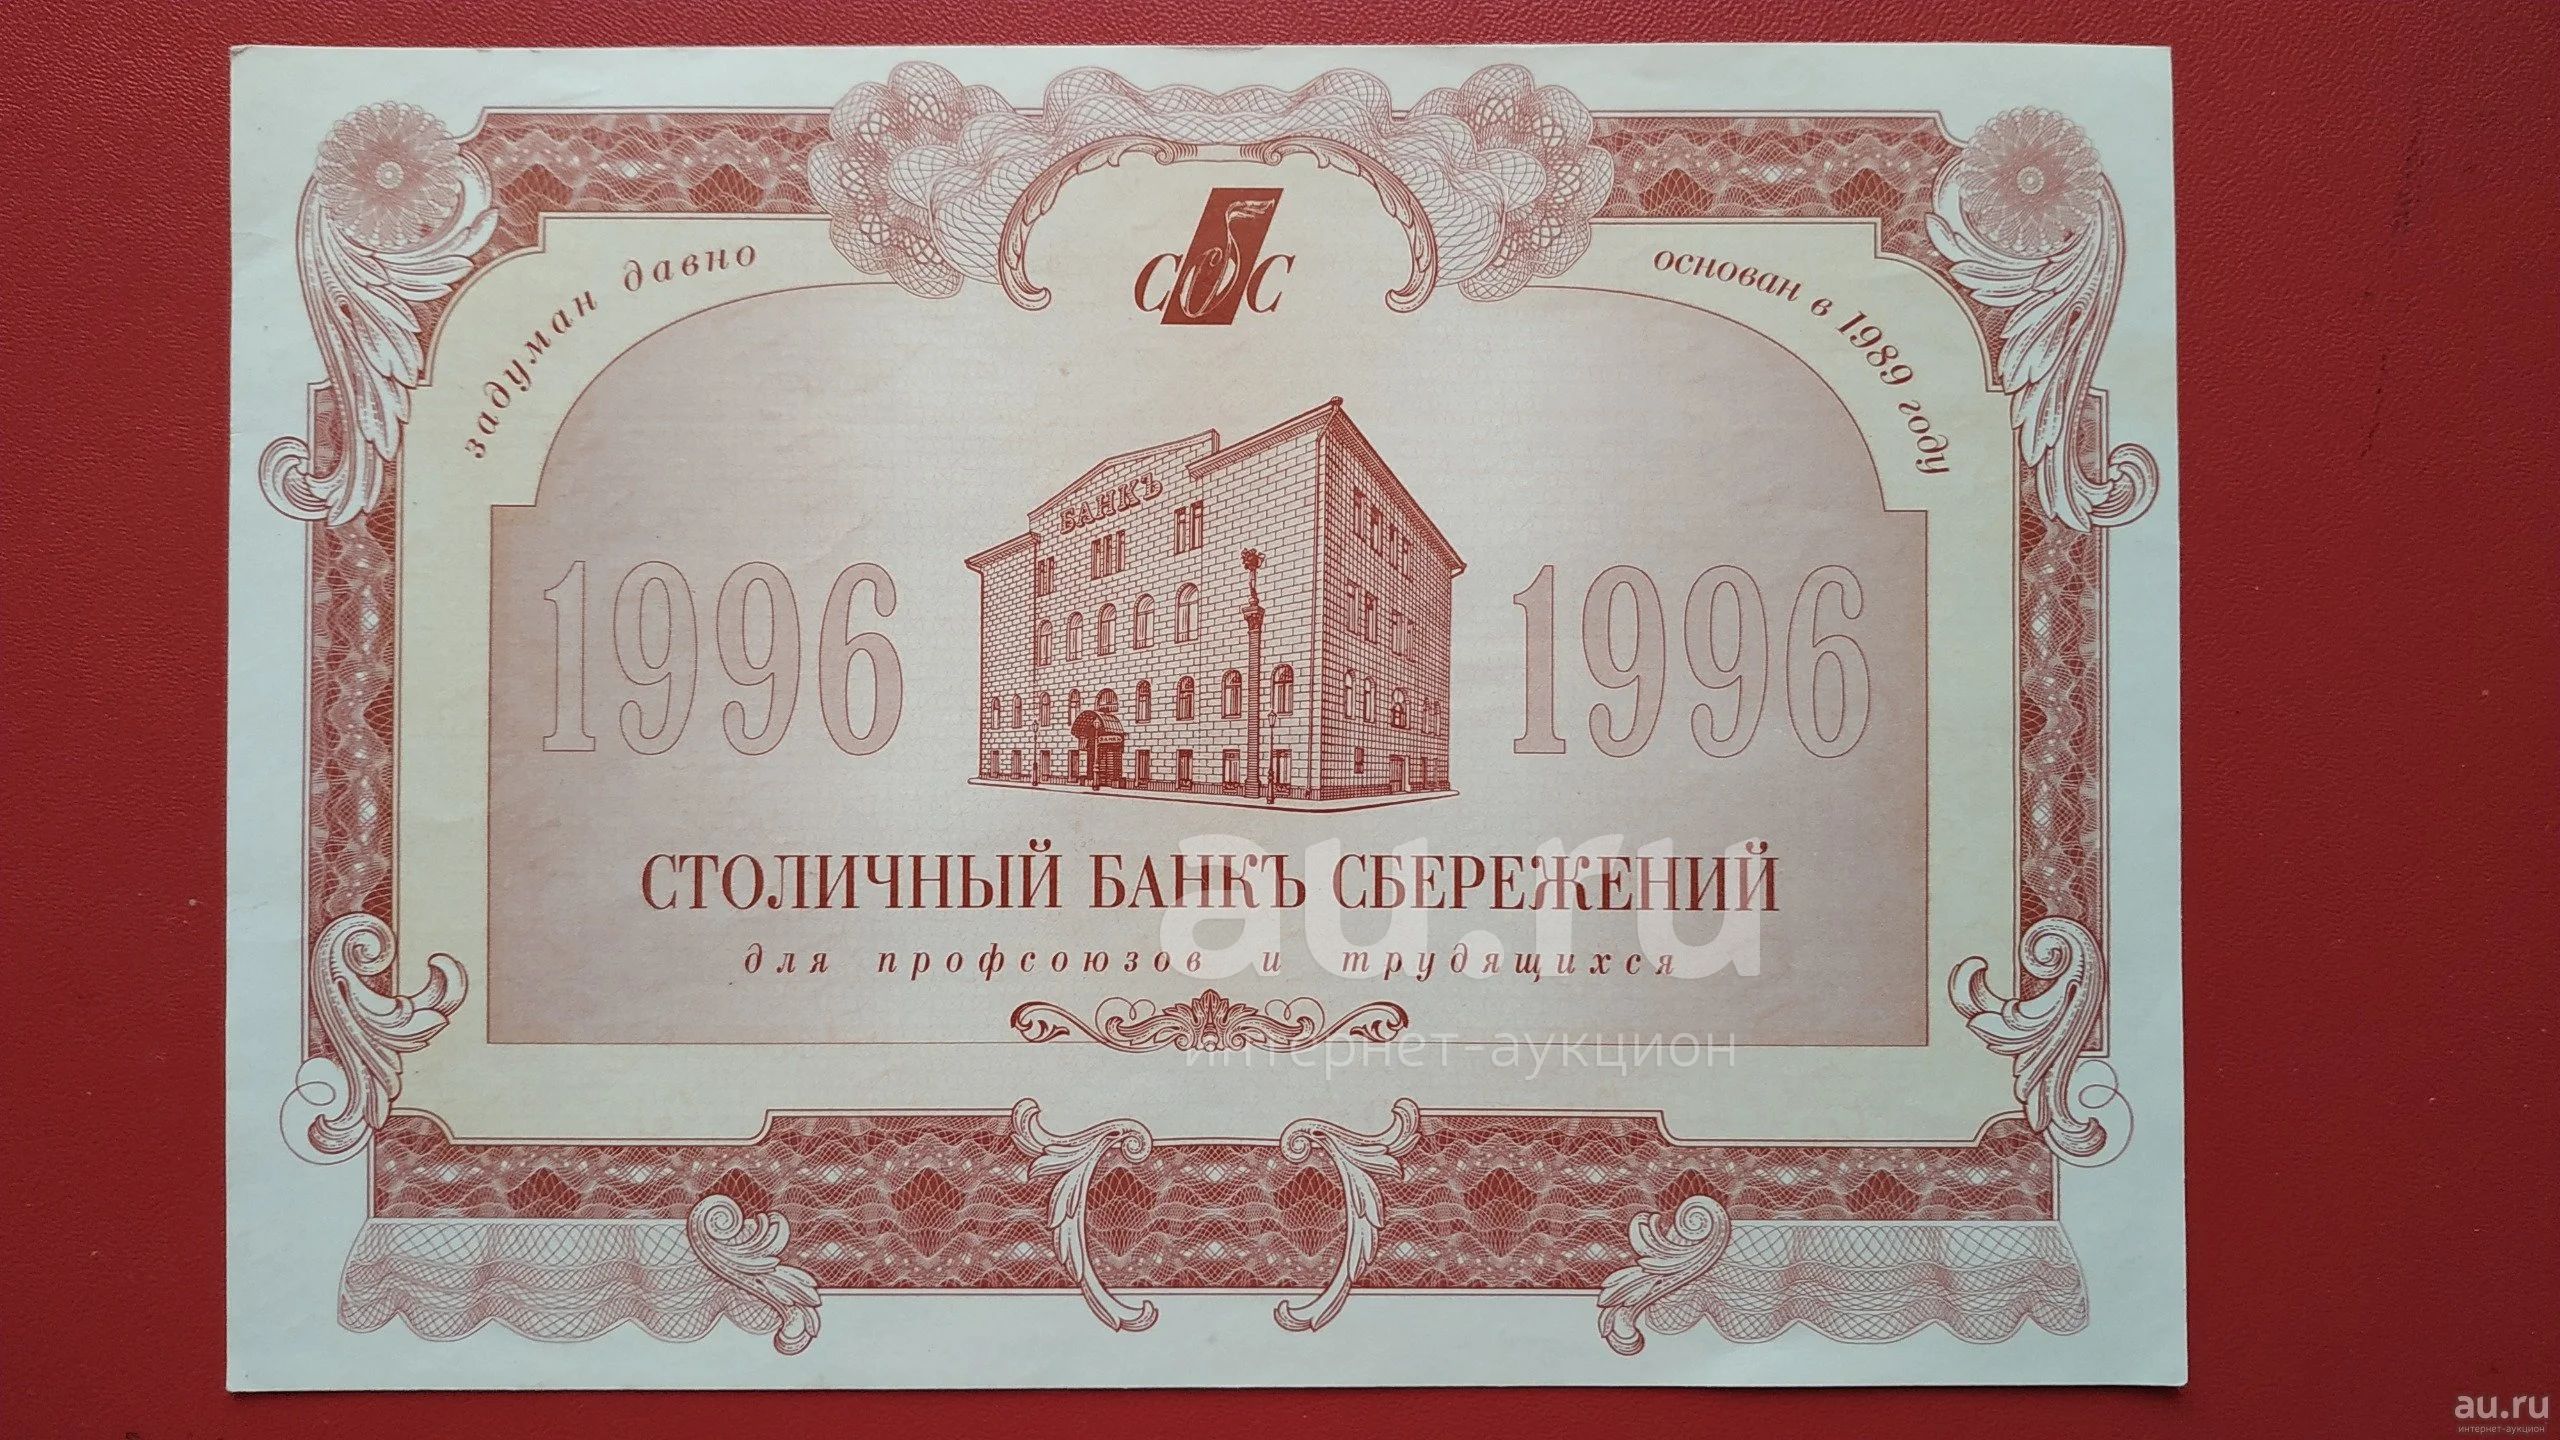 задуман давно
СБС
основан в 1989 году
БАНКЪ
1996
1996
СТОЛИЧНЫЙ БАНКЪ СБЕРЕЖЕНИЙ
для профсоюзов и трудящихся
au.ru
интернет-аукцион
au.ru
интернет-аукцион